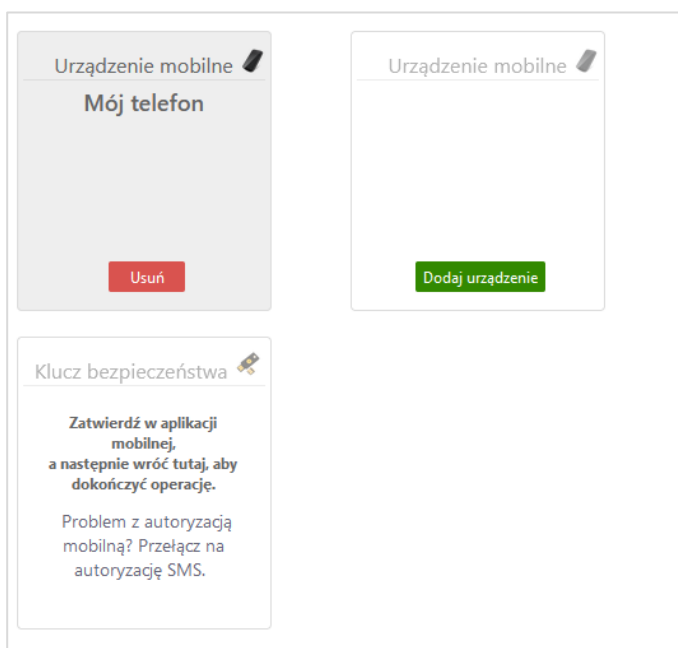 Urządzenie mobilne
Mój telefon
Usuń
Urządzenie mobilne
Dodaj urządzenie
Klucz bezpieczeństwa
Zatwierdź w aplikacji
mobilnej,
a następnie wróć tutaj, aby
dokończyć operację.
Problem z autoryzacją
mobilną? Przełącz na
autoryzację SMS.